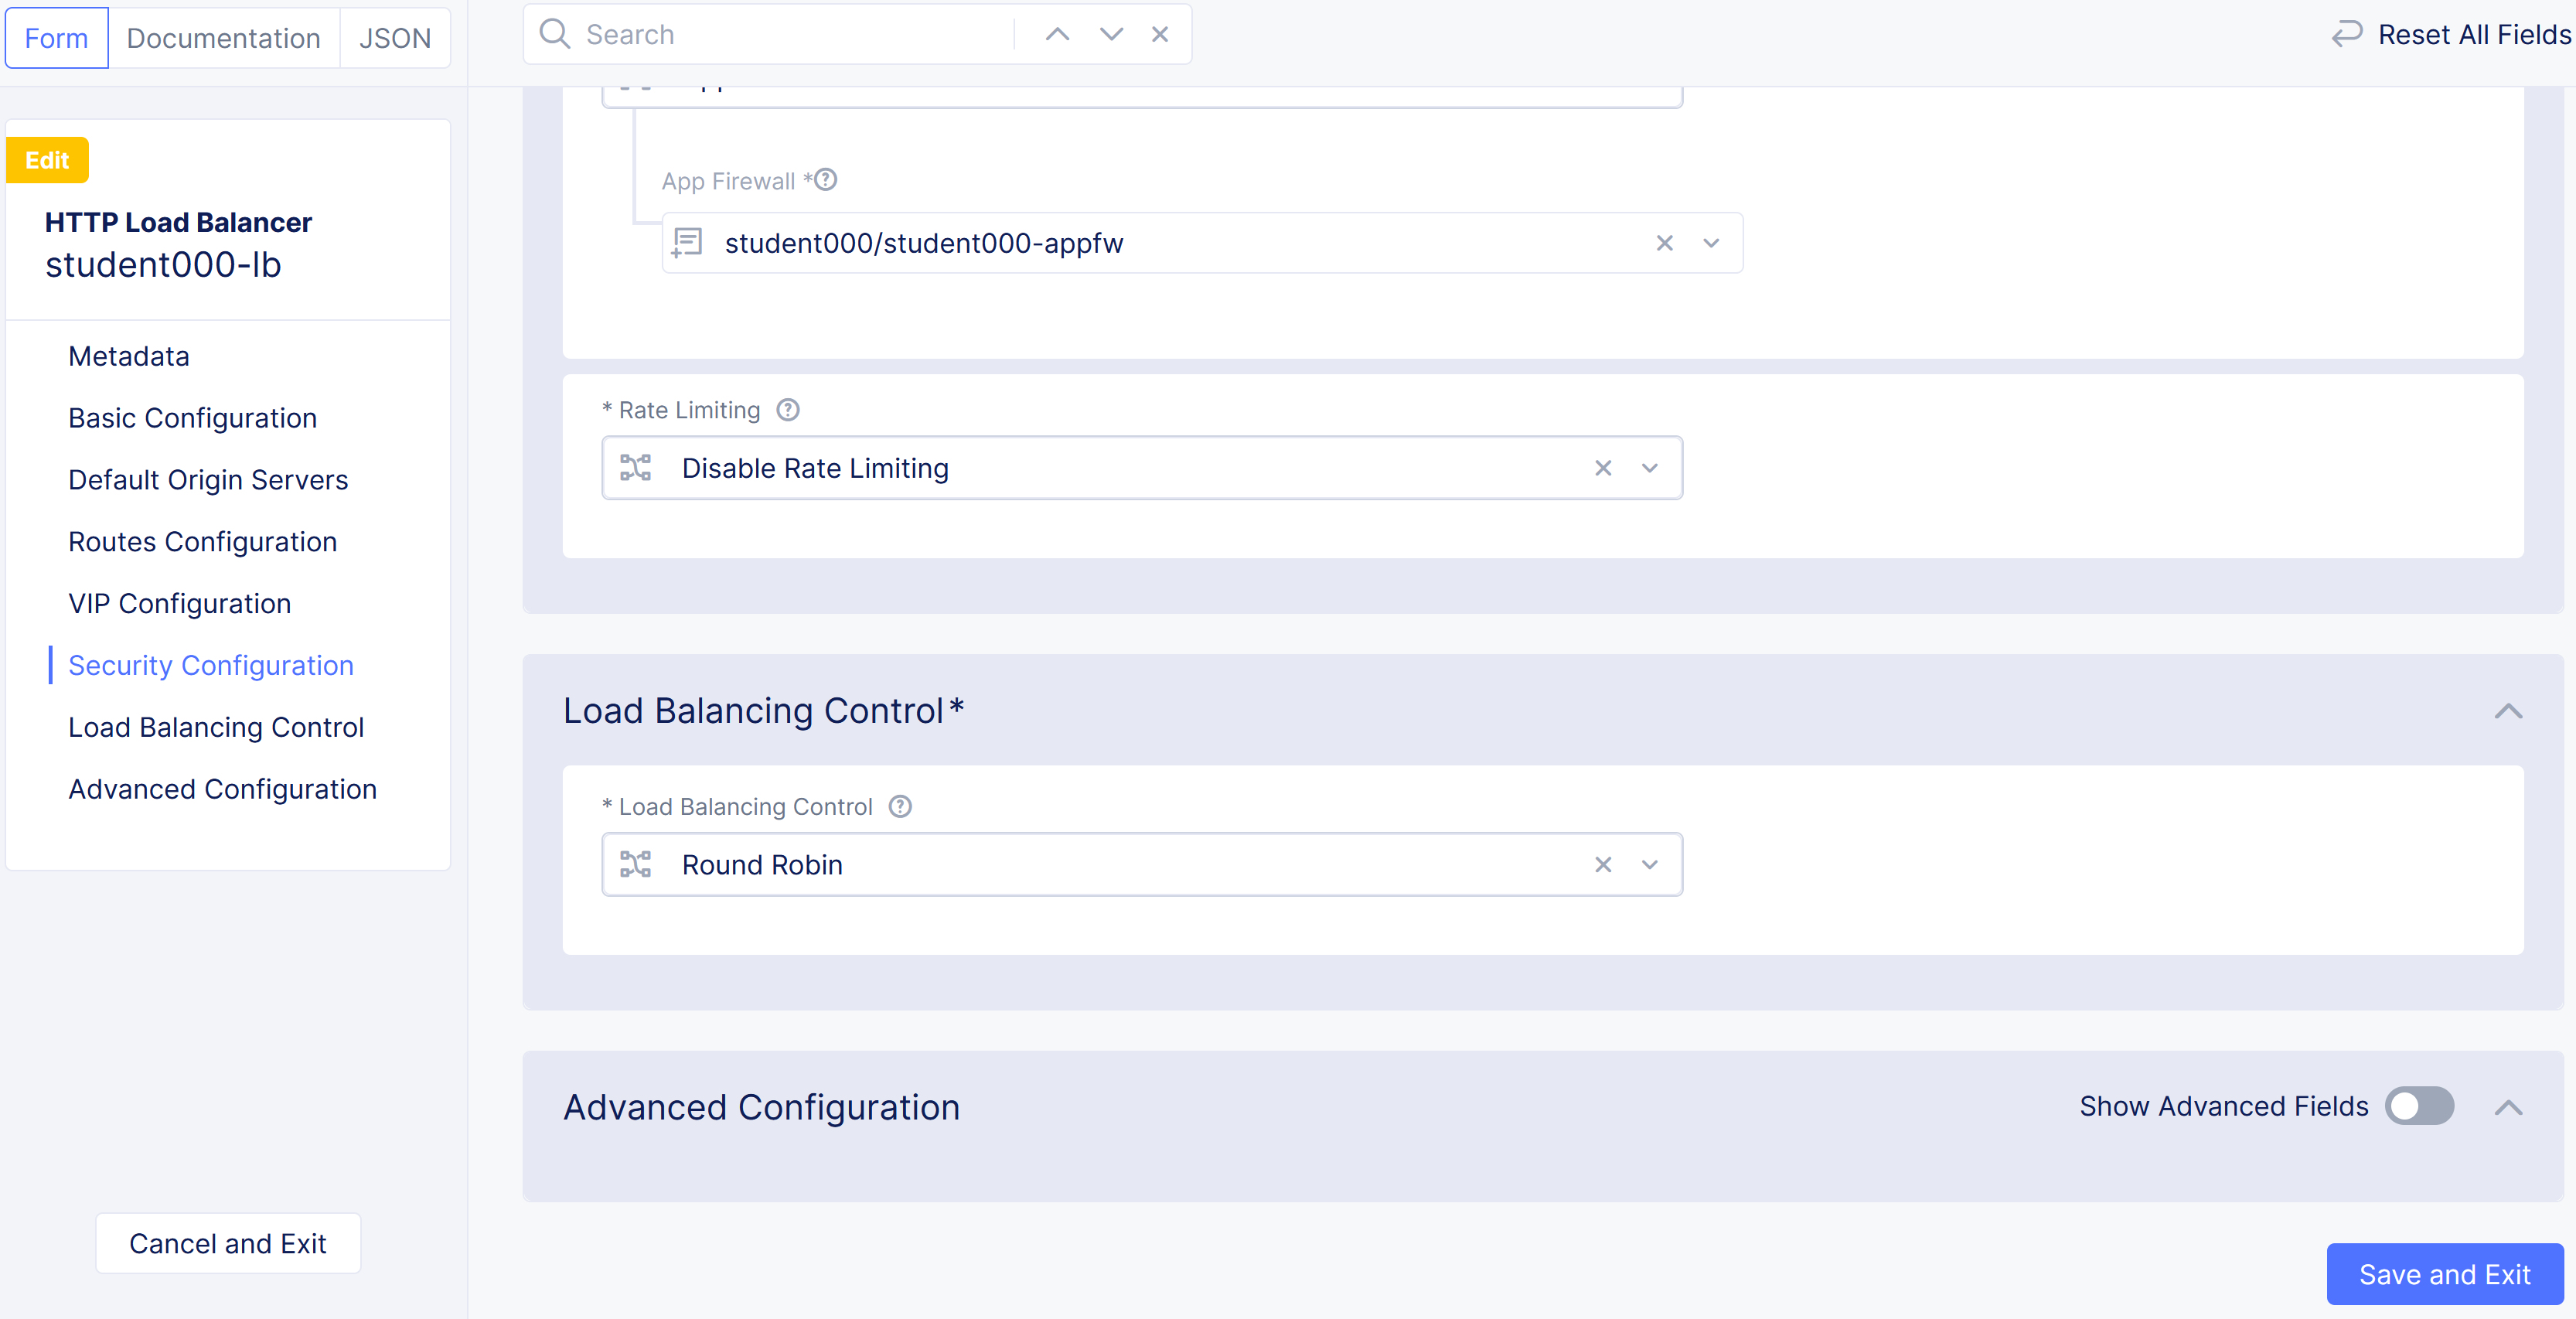 Form
Documentation
JSON
Search
Reset All Fields
Edit
HTTP Load Balancer
student000-lb
Metadata
Basic Configuration
Default Origin Servers
Routes Configuration
VIP Configuration
Security Configuration
Load Balancing Control
Advanced Configuration
Cancel and Exit
App Firewall *
student000/student000-appfw
* Rate Limiting
Disable Rate Limiting
Load Balancing Control*
* Load Balancing Control
Round Robin
Advanced Configuration
Show Advanced Fields
Save and Exit